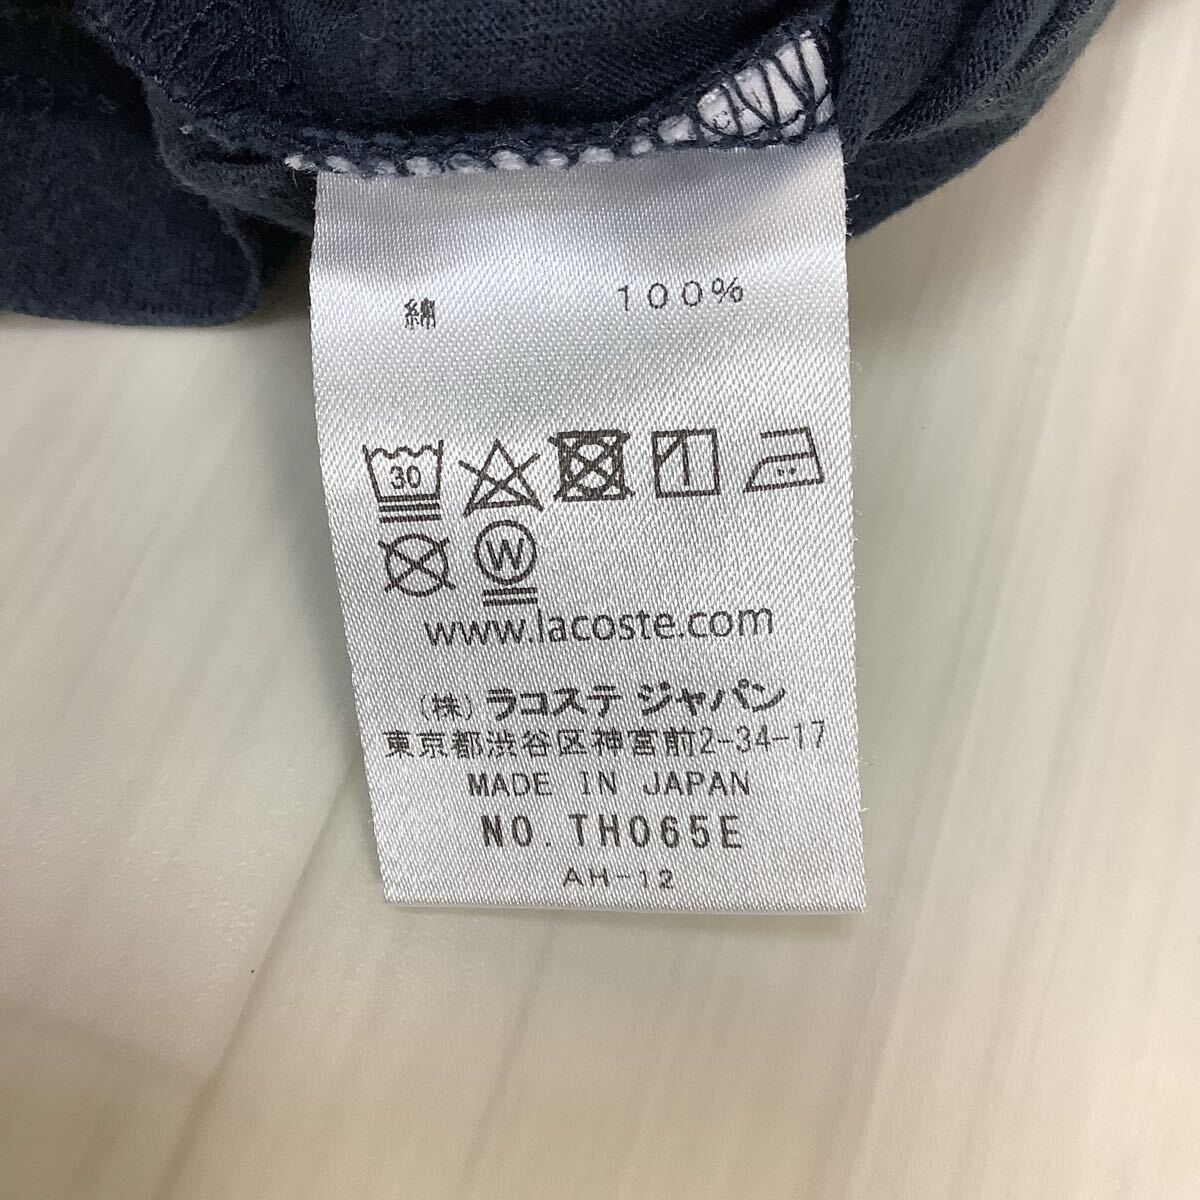 綿 100%
30
W
www.lacoste.com
(株) ラコステ ジャパン
東京都渋谷区神宮前2-34-17
MADE IN JAPAN
NO. TH065E
AH-12